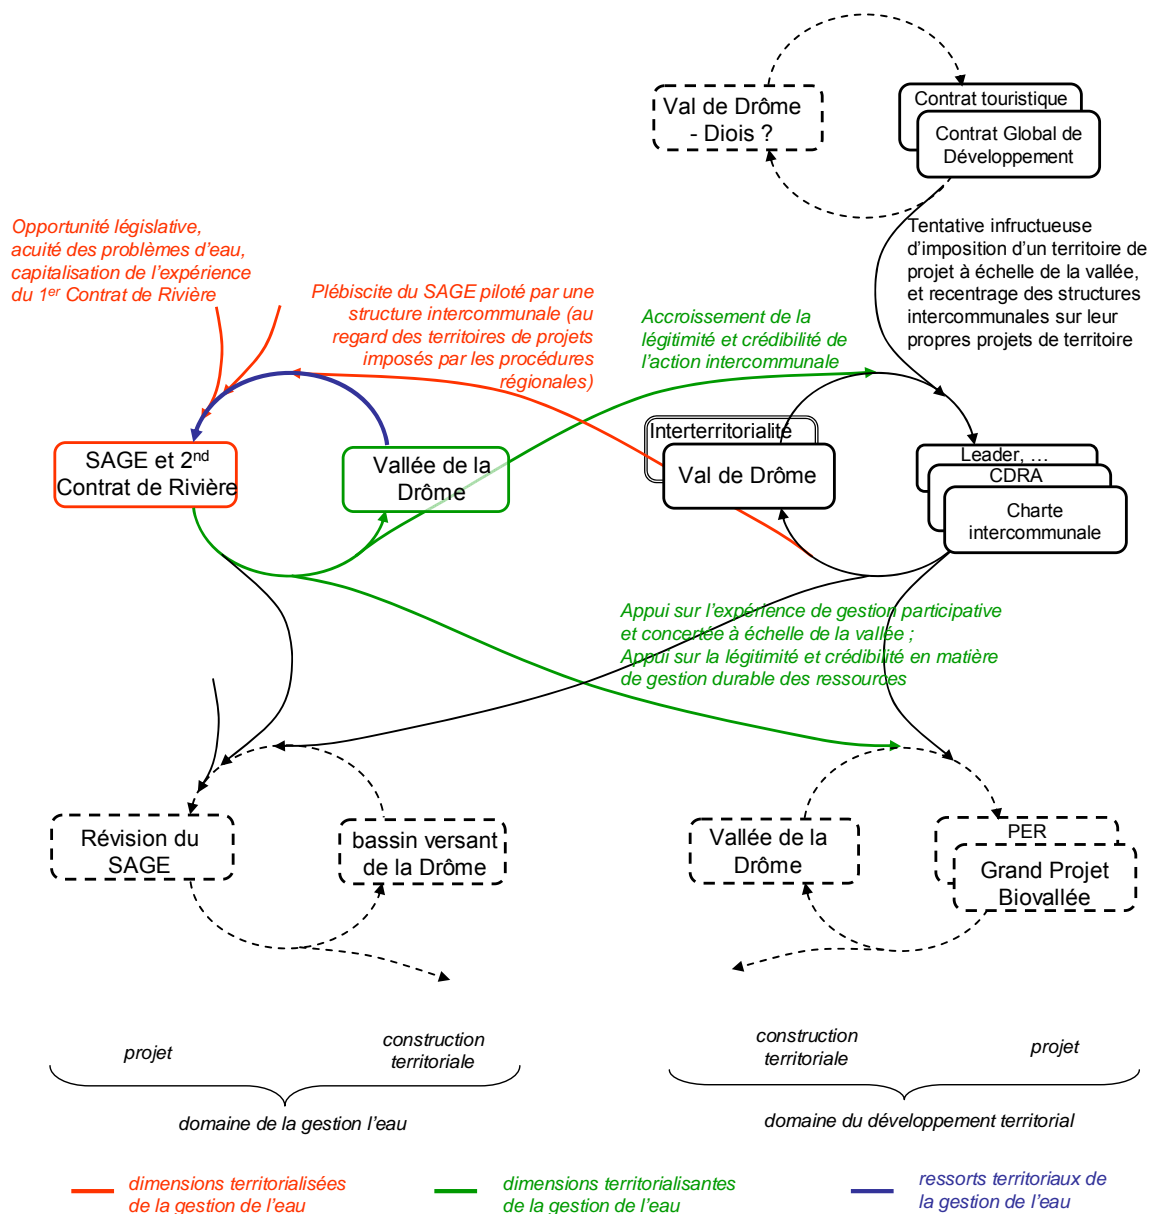 Val de Drôme
- Diois ?
Contrat touristique
Contrat Global de
Développement
Opportunité législative,
acuité des problèmes d'eau,
capitalisation de l'expérience
du 1er Contrat de Rivière
Plébiscite du SAGE piloté par une
structure intercommunale (au
regard des territoires de projets
imposés par les procédures
régionales)
Accroissement de la
légitimité et crédibilité de
l'action intercommunale
Tentative infructueuse
d'imposition d'un territoire de
projet à échelle de la vallée,
et recentrage des structures
intercommunales sur leur
propres projets de territoire
SAGE et 2nd
Contrat de Rivière
Vallée de la
Drôme
Interterritorialité
Val de Drôme
Leader, …
CDRA
Charte
intercommunale
Appui sur l'expérience de gestion participative
et concertée à échelle de la vallée ;
Appui sur la légitimité et crédibilité en matière
de gestion durable des ressources
Révision du
SAGE
bassin versant
de la Drôme
Vallée de la
Drôme
PER
Grand Projet
Biovallée
projet
construction
territoriale
construction
territoriale
projet
domaine de la gestion l'eau
domaine du développement territorial
dimensions territorialisées
de la gestion de l'eau
dimensions territorialisantes
de la gestion de l'eau
ressorts territoriaux de
la gestion de l'eau